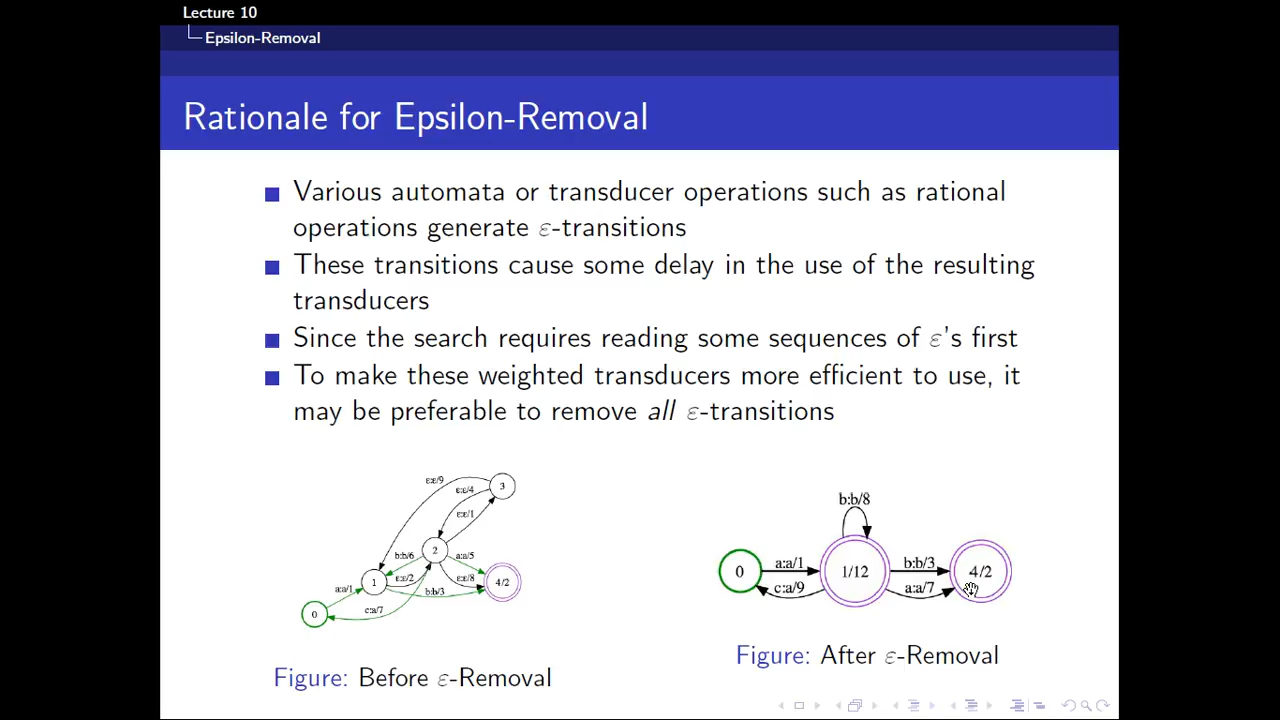 Lecture 10
Epsilon-Removal
Rationale for Epsilon-Removal
Various automata or transducer operations such as rational
operations generate ε-transitions
These transitions cause some delay in the use of the resulting
transducers
Since the search requires reading some sequences of ε's first
To make these weighted transducers more efficient to use, it
may be preferable to remove all ε-transitions
ε:ε/9
ε:ε/4
3
ε:ε/1
b:b/6
2
a:a/5
a:a/1
1
ε:ε/2
ε:ε/8
4/2
b:b/3
0
c:a/7
Figure: Before ε-Removal
b:b/8
0
a:a/1
1/12
b:b/3
4/2
c:a/9
a:a/7
Figure: After ε-Removal